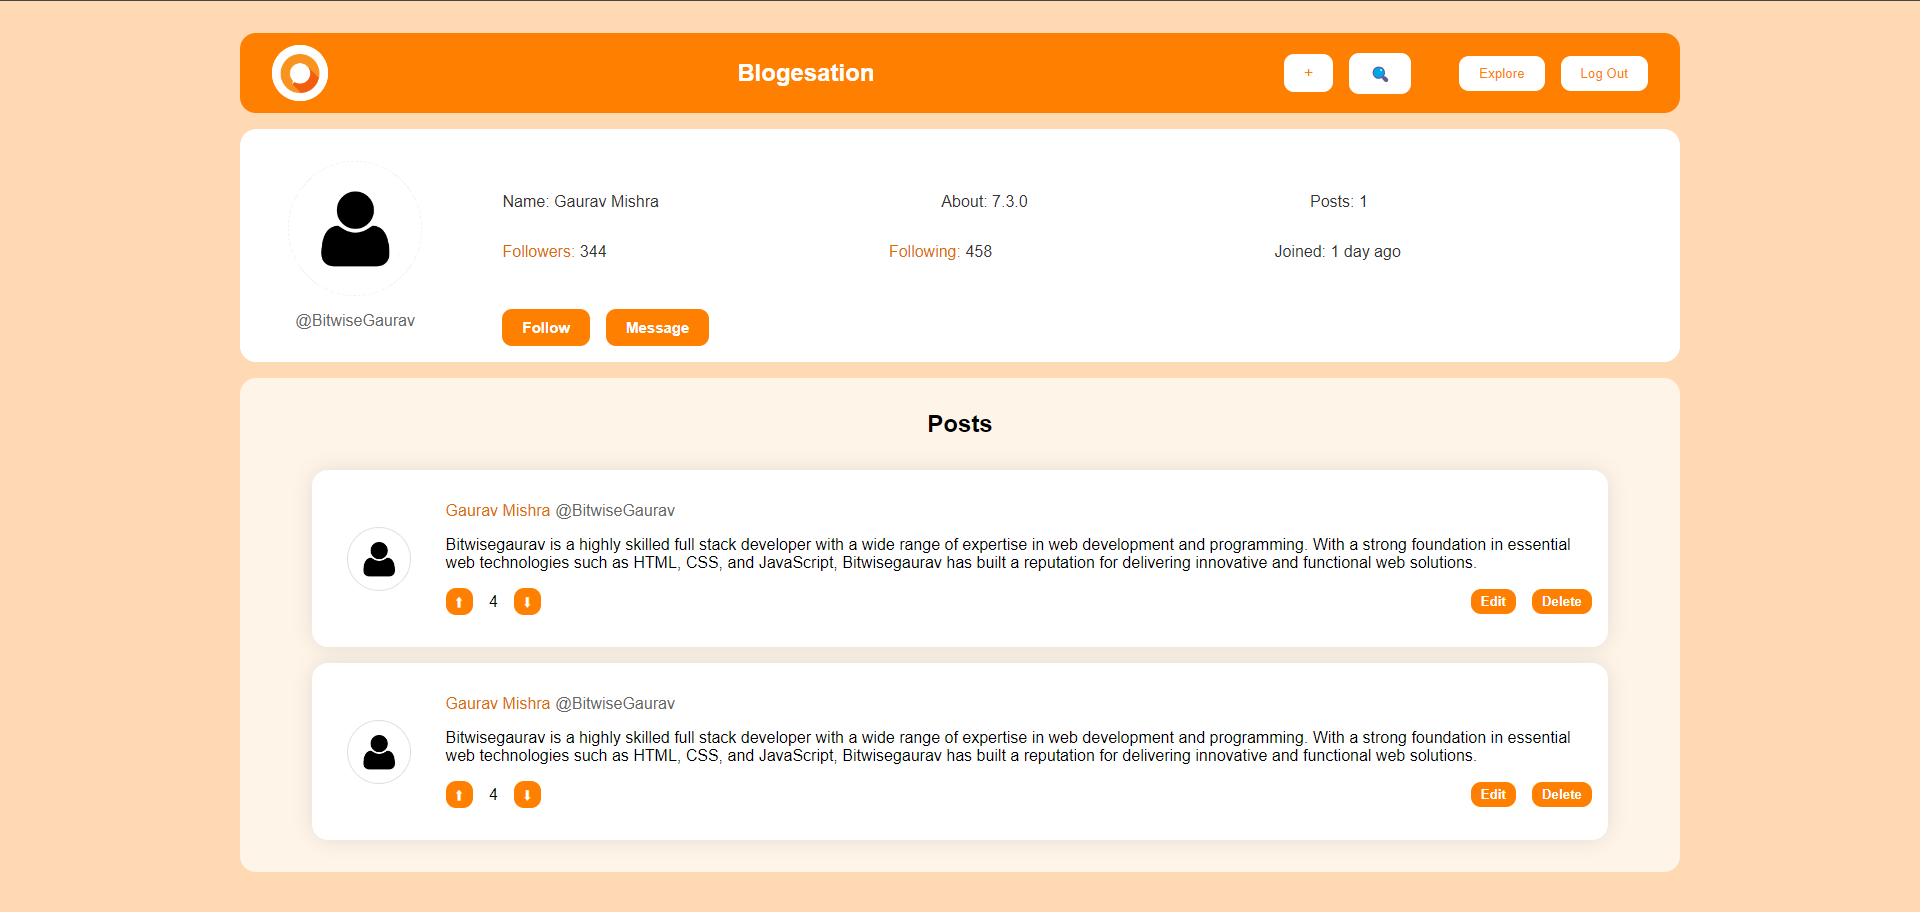 Blogesation
+
Explore
Log Out
Name: Gaurav Mishra
About: 7.3.0
Posts: 1
Followers: 344
Following: 458
Joined: 1 day ago
@BitwiseGaurav
Follow
Message
Posts
Gaurav Mishra @BitwiseGaurav
Bitwisegaurav is a highly skilled full stack developer with a wide range of expertise in web development and programming. With a strong foundation in essential
web technologies such as HTML, CSS, and JavaScript, Bitwisegaurav has built a reputation for delivering innovative and functional web solutions.
⬆ 4 ⬇
Edit
Delete
Gaurav Mishra @BitwiseGaurav
Bitwisegaurav is a highly skilled full stack developer with a wide range of expertise in web development and programming. With a strong foundation in essential
web technologies such as HTML, CSS, and JavaScript, Bitwisegaurav has built a reputation for delivering innovative and functional web solutions.
⬆ 4 ⬇
Edit
Delete